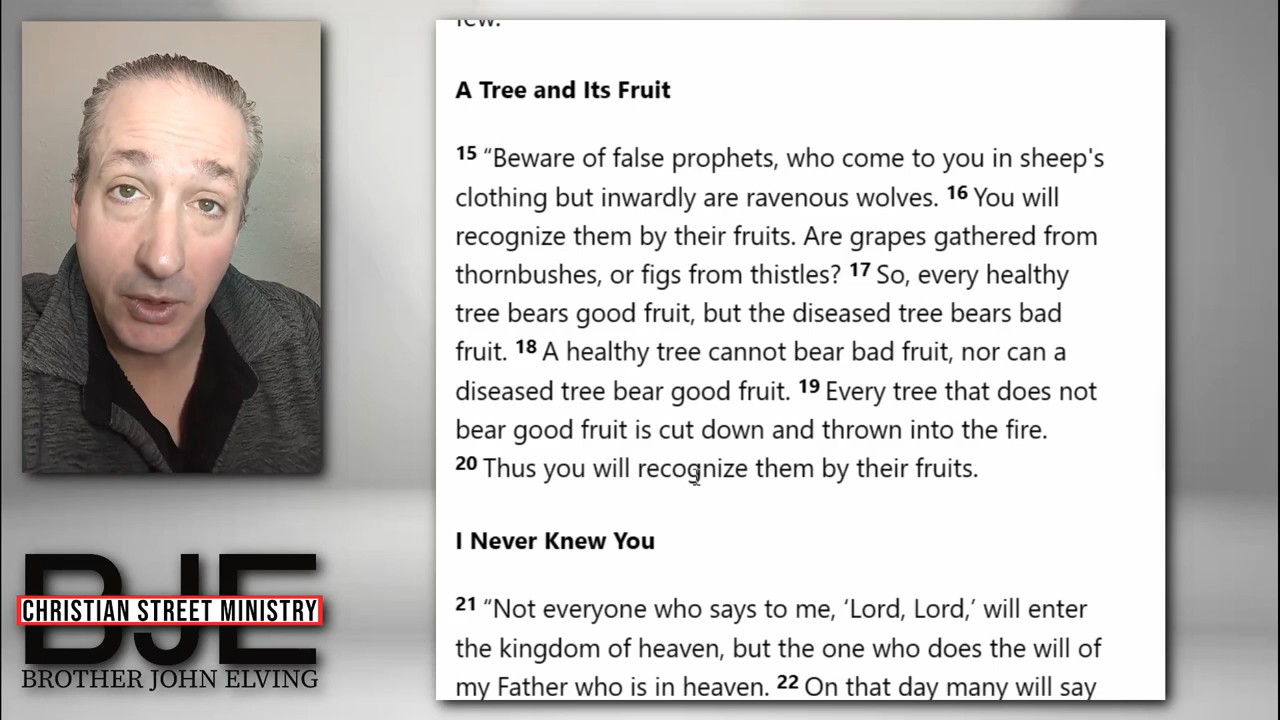 few.
A Tree and Its Fruit
15 “Beware of false prophets, who come to you in sheep's
clothing but inwardly are ravenous wolves. 16 You will
recognize them by their fruits. Are grapes gathered from
thornbushes, or figs from thistles? 17 So, every healthy
tree bears good fruit, but the diseased tree bears bad
fruit. 18 A healthy tree cannot bear bad fruit, nor can a
diseased tree bear good fruit. 19 Every tree that does not
bear good fruit is cut down and thrown into the fire.
20 Thus you will recognize them by their fruits.
I Never Knew You
21 “Not everyone who says to me, ‘Lord, Lord,’ will enter
the kingdom of heaven, but the one who does the will of
my Father who is in heaven. 22 On that day many will say
BJE
CHRISTIAN STREET MINISTRY
BROTHER JOHN ELVING